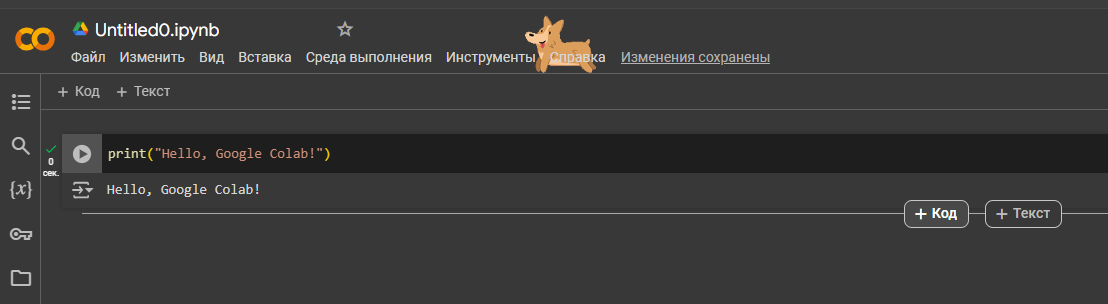 Untitled0.ipynb
Файл Изменить Вид Вставка Среда выполнения Инструменты Справка Изменения сохранены
+ Код + Текст
0
сек.
print("Hello, Google Colab!")
{x}
Hello, Google Colab!
+ Код + Текст